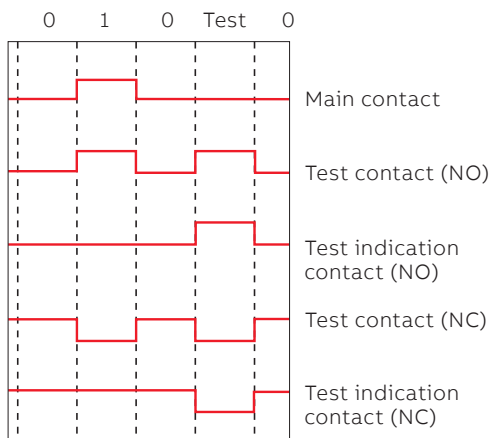 0 1 0 Test 0
Main contact
Test contact (NO)
Test indication
contact (NO)
Test contact (NC)
Test indication
contact (NC)